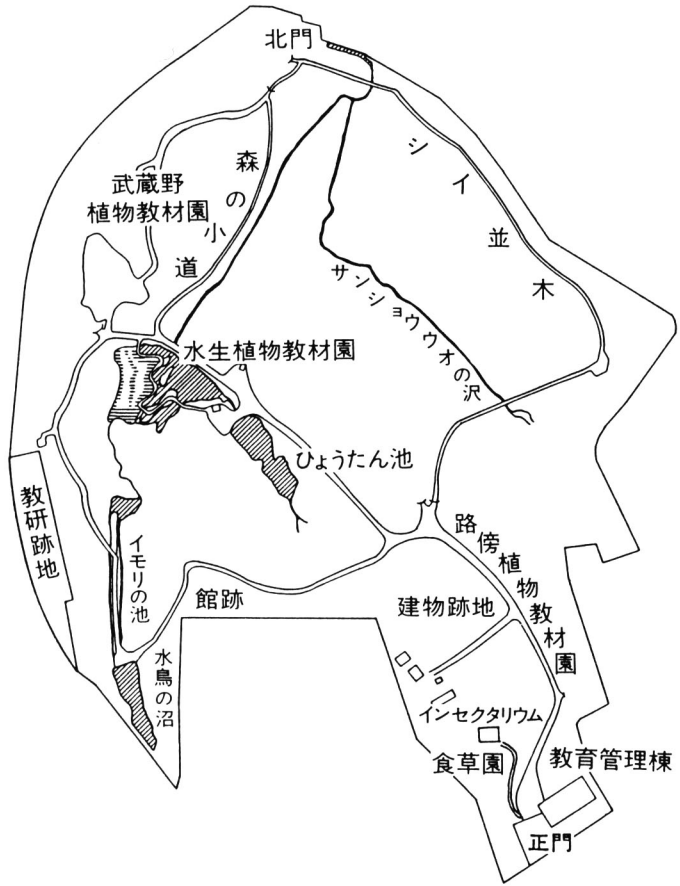 北門
シイ並木
森の小道
武蔵野
植物教材園
サンショウウオの沢
水生植物教材園
ひょうたん池
教研跡地
イモリの池
路傍植物教材園
館跡
建物跡地
水鳥の沼
インセクタリウム
食草園
教育管理棟
正門